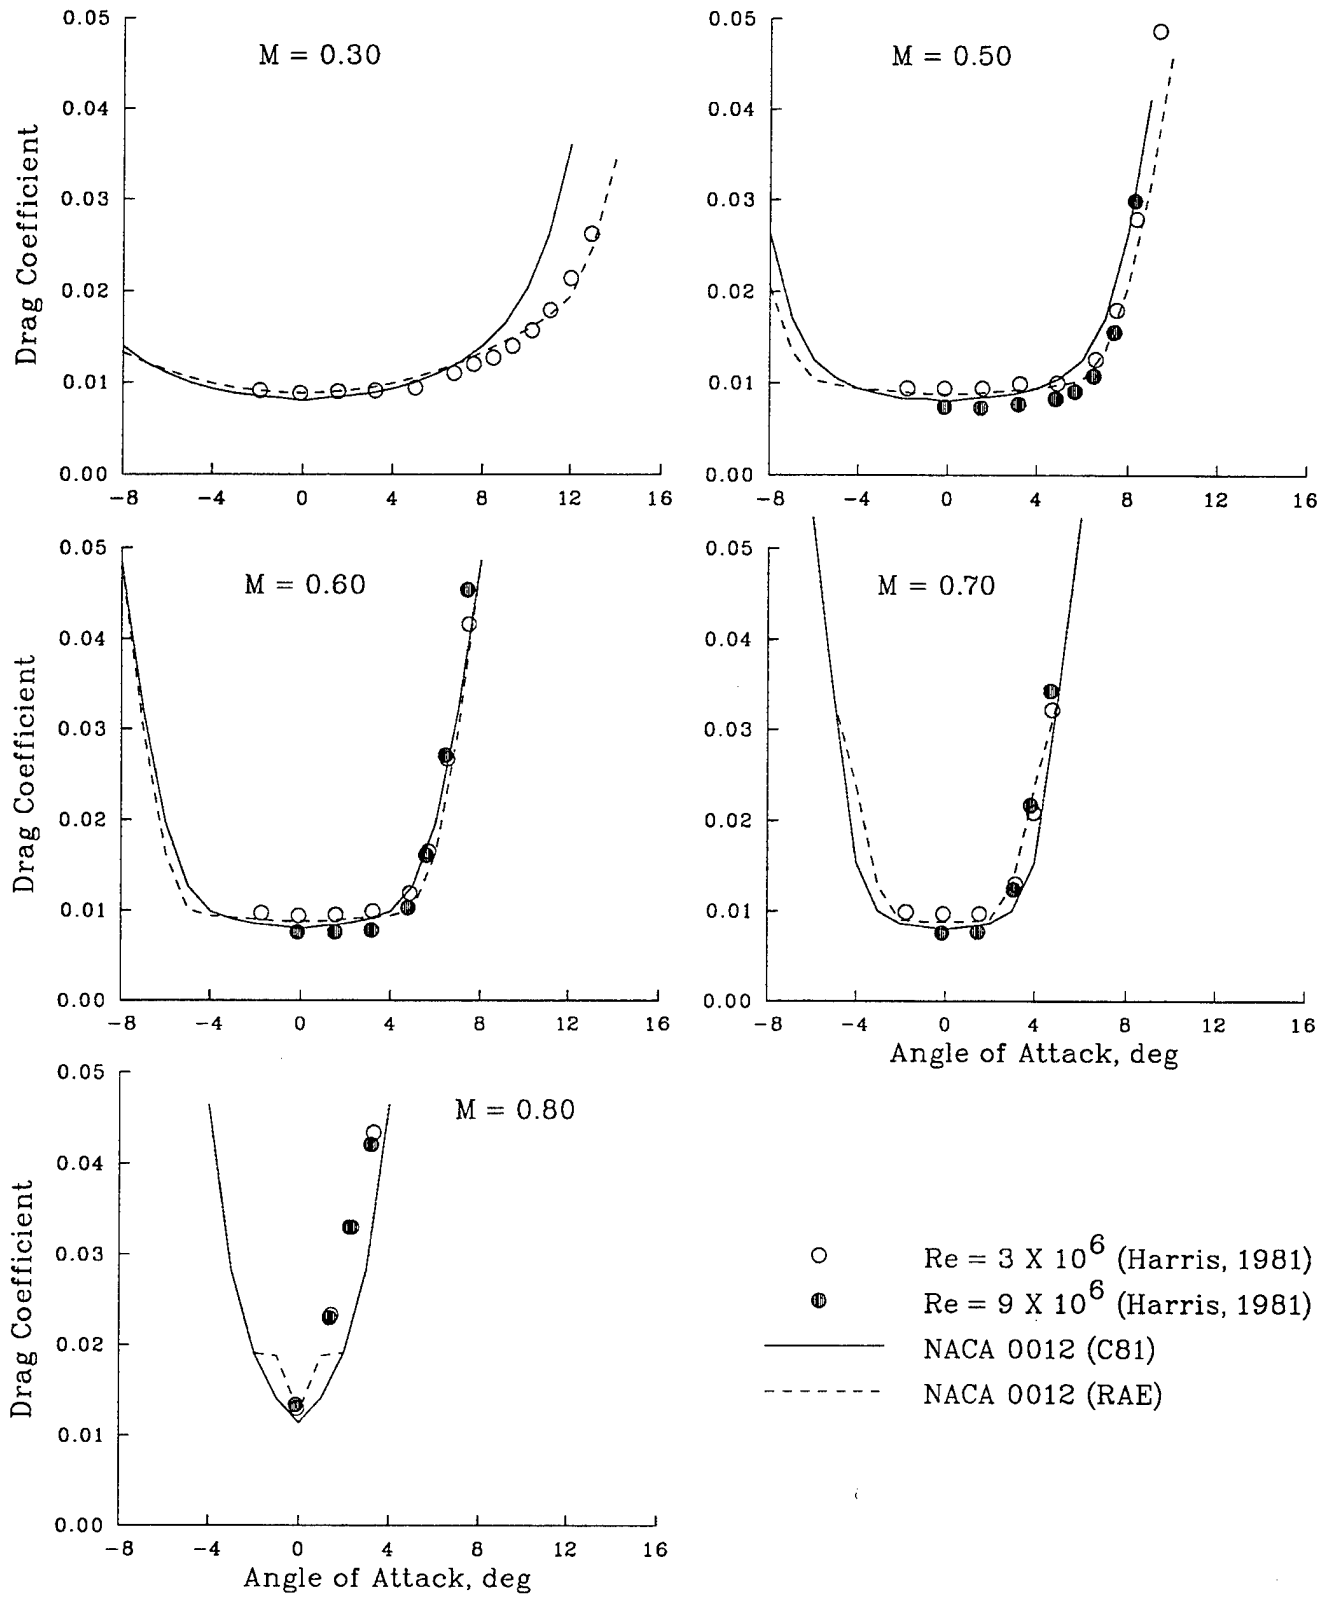 M = 0.30
Drag Coefficient
0.05
0.04
0.03
0.02
0.01
0.00
-8 -4 0 4 8 12 16
M = 0.50
0.05
0.04
0.03
0.02
0.01
0.00
-8 -4 0 4 8 12 16
M = 0.60
Drag Coefficient
0.05
0.04
0.03
0.02
0.01
0.00
-8 -4 0 4 8 12 16
M = 0.70
0.05
0.04
0.03
0.02
0.01
0.00
-8 -4 0 4 8 12 16
Angle of Attack, deg
M = 0.80
Drag Coefficient
0.05
0.04
0.03
0.02
0.01
0.00
-8 -4 0 4 8 12 16
Angle of Attack, deg
Re = 3 X 10^6 (Harris, 1981)
Re = 9 X 10^6 (Harris, 1981)
NACA 0012 (C81)
NACA 0012 (RAE)